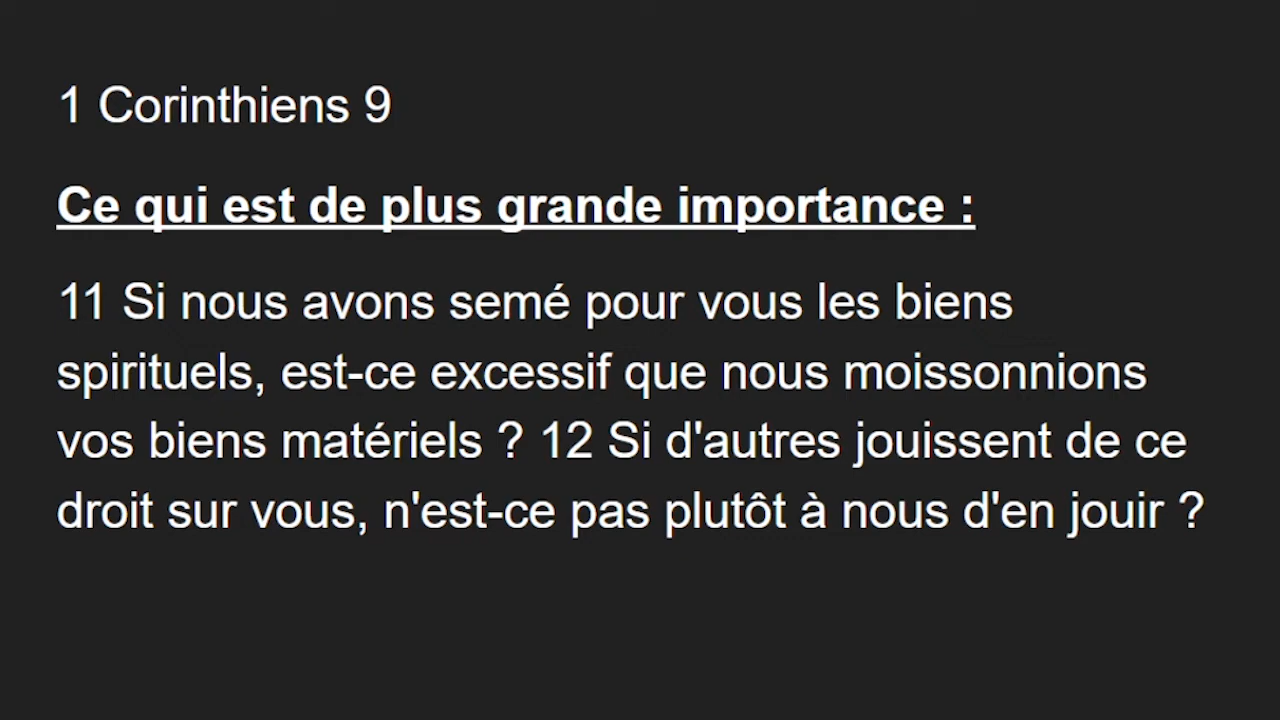 1 Corinthiens 9
Ce qui est de plus grande importance :
11 Si nous avons semé pour vous les biens
spirituels, est-ce excessif que nous moissonnions
vos biens matériels ? 12 Si d'autres jouissent de ce
droit sur vous, n'est-ce pas plutôt à nous d'en jouir ?